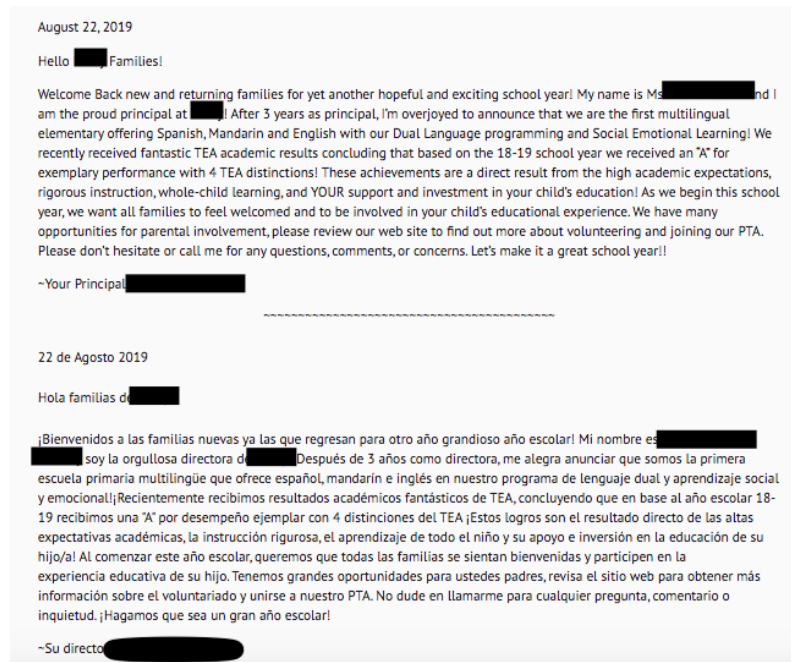 August 22, 2019
Hello Families!
Welcome Back new and returning families for yet another hopeful and exciting school year! My name is Ms nd I
am the proud principal at ! After 3 years as principal, I'm overjoyed to announce that we are the first multilingual
elementary offering Spanish, Mandarin and English with our Dual Language programming and Social Emotional Learning! We
recently received fantastic TEA academic results concluding that based on the 18-19 school year we received an "A" for
exemplary performance with 4 TEA distinctions! These achievements are a direct result from the high academic expectations,
rigorous instruction, whole-child learning, and YOUR support and investment in your child's education! As we begin this school
year, we want all families to feel welcomed and to be involved in your child's educational experience. We have many
opportunities for parental involvement, please review our web site to find out more about volunteering and joining our PTA.
Please don't hesitate or call me for any questions, comments, or concerns. Let's make it a great school year!!
~Your Principal
~~~~~~~~~~~~~~~~~~~~~~~~~~~~~~~~~~~~~~~~~~
22 de Agosto 2019
Hola familias de
¡Bienvenidos a las familias nuevas ya las que regresan para otro año grandioso año escolar! Mi nombre es
, soy la orgullosa directora d Después de 3 años como directora, me alegra anunciar que somos la primera
escuela primaria multilingüe que ofrece español, mandarín e inglés en nuestro programa de lenguaje dual y aprendizaje social
y emocional!¡Recientemente recibimos resultados académicos fantásticos de TEA, concluyendo que en base al año escolar 18-
19 recibimos una "A" por desempeño ejemplar con 4 distinciones del TEA ¡Estos logros son el resultado directo de las altas
expectativas académicas, la instrucción rigurosa, el aprendizaje de todo el niño y su apoyo e inversión en la educación de su
hijo/a! Al comenzar este año escolar, queremos que todas las familias se sientan bienvenidas y participen en la
experiencia educativa de su hijo. Tenemos grandes oportunidades para ustedes padres, revisa el sitio web para obtener más
información sobre el voluntariado y unirse a nuestro PTA. No dude en llamarme para cualquier pregunta, comentario o
inquietud. ¡Hagamos que sea un gran año escolar!
~Su directo